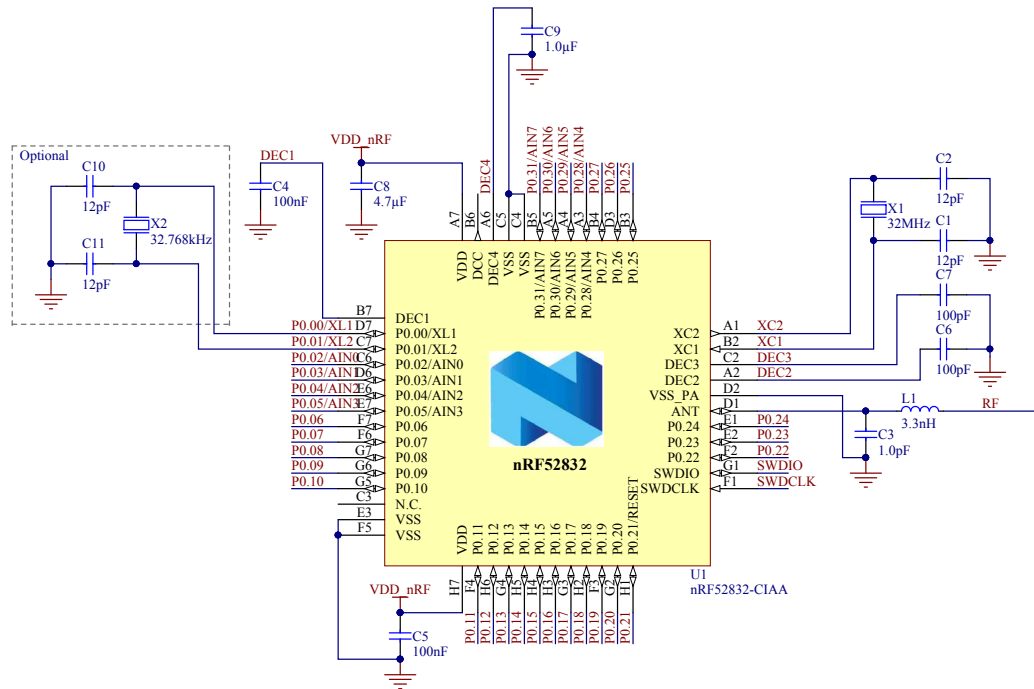 C9
1.0µF
VDD_nRF
Optional
C10
12pF
X2
32.768kHz
C11
12pF
DEC1
C4
100nF
C8
4.7µF
DEC4
P0.31/AIN7
P0.30/AIN6
P0.29/AIN5
P0.28/AIN4
P0.27
P0.26
P0.25
A7
B6
A6
C5
C4
B5
A5
A4
A3
B4
D3
B3
VDD
DCC
DEC4
VSS
VSS
P0.31/AIN7
P0.30/AIN6
P0.29/AIN5
P0.28/AIN4
P0.27
P0.26
P0.25
C2
12pF
X1
32MHz
C1
12pF
C7
100pF
C6
100pF
B7 DEC1
P0.00/XL1 D7 P0.00/XL1
P0.01/XL2 C7 P0.01/XL2
P0.02/AIN0 C6 P0.02/AIN0
P0.03/AIN1 D6 P0.03/AIN1
P0.04/AIN2 E6 P0.04/AIN2
P0.05/AIN3 E7 P0.05/AIN3
P0.06 F7 P0.06
P0.07 F6 P0.07
P0.08 G7 P0.08
P0.09 G6 P0.09
P0.10 G5 P0.10
C3 N.C.
E3 VSS
F5 VSS
nRF52832
XC2 A1 XC2
XC1 B2 XC1
DEC3 C2 DEC3
DEC2 A2 DEC2
VSS_PA D2
ANT D1
P0.24 E1 P0.24
P0.23 E2 P0.23
P0.22 F2 P0.22
SWDIO G1 SWDIO
SWDCLK F1 SWDCLK
L1
3.3nH
RF
C3
1.0pF
VDD
P0.11
P0.12
P0.13
P0.14
P0.15
P0.16
P0.17
P0.18
P0.19
P0.20
P0.21/RESET
H7
F4
H6
G4
H5
H4
H3
G3
H2
F3
G2
H1
P0.11
P0.12
P0.13
P0.14
P0.15
P0.16
P0.17
P0.18
P0.19
P0.20
P0.21
U1
nRF52832-CIAA
VDD_nRF
C5
100nF